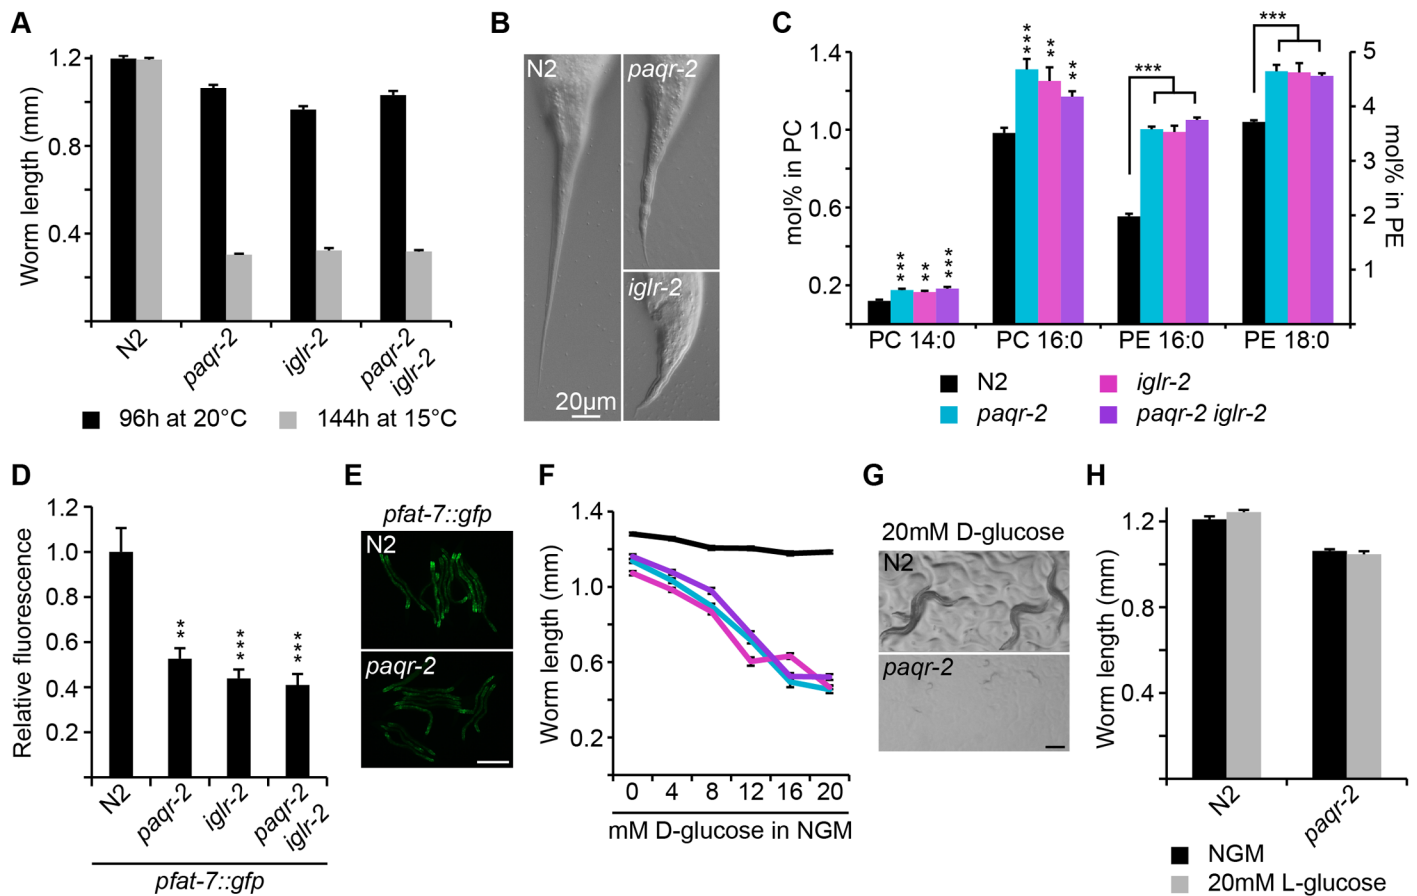 A
Worm length (mm)
1.2
0.8
0.4
N2
paqr-2
iglr-2
paqr-2
iglr-2
96h at 20°C
144h at 15°C
B
N2
paqr-2
iglr-2
20µm
C
mol% in PC
1.4
1.0
0.6
0.2
***
**
***
***
**
**
***
***
5
4
3
2
1
mol% in PE
PC 14:0
PC 16:0
PE 16:0
PE 18:0
N2
iglr-2
paqr-2
paqr-2 iglr-2
D
Relative fluorescence
1.2
1.0
0.8
0.6
0.4
0.2
**
***
***
N2
paqr-2
iglr-2
paqr-2
iglr-2
pfat-7::gfp
E
pfat-7::gfp
N2
paqr-2
F
Worm length (mm)
1.4
1.0
0.6
0.2
0 4 8 12 16 20
mM D-glucose in NGM
G
20mM D-glucose
N2
paqr-2
H
Worm length (mm)
1.2
0.8
0.4
N2
paqr-2
NGM
20mM L-glucose